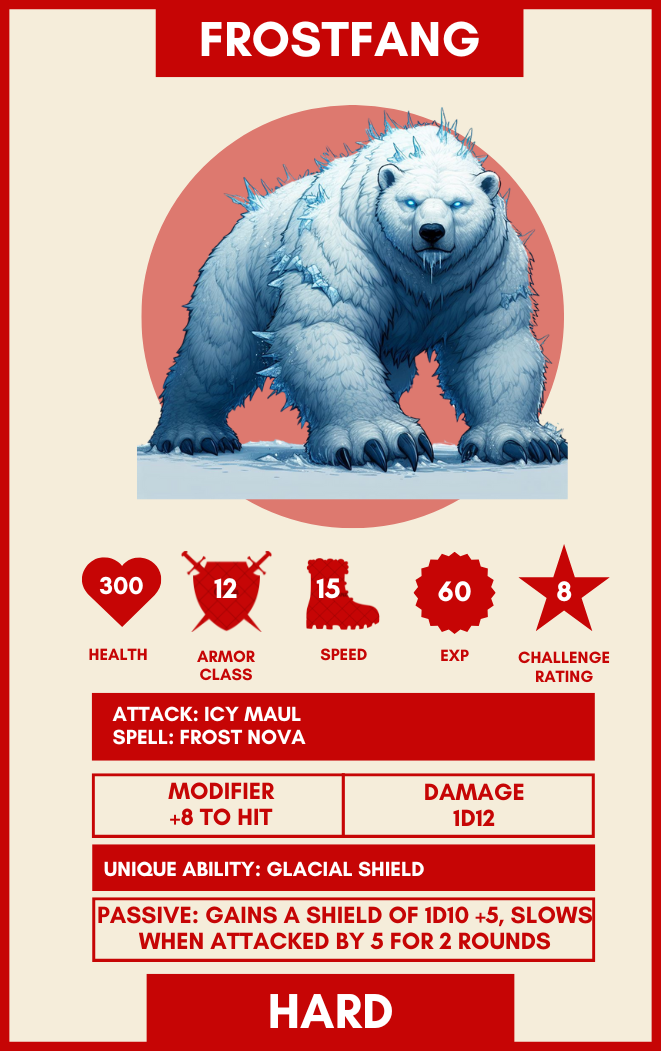 FROSTFANG
300
12
15
60
8
HEALTH
ARMOR
CLASS
SPEED
EXP
CHALLENGE
RATING
ATTACK: ICY MAUL
SPELL: FROST NOVA
MODIFIER
+8 TO HIT
DAMAGE
1D12
UNIQUE ABILITY: GLACIAL SHIELD
PASSIVE: GAINS A SHIELD OF 1D10 +5, SLOWS
WHEN ATTACKED BY 5 FOR 2 ROUNDS
HARD